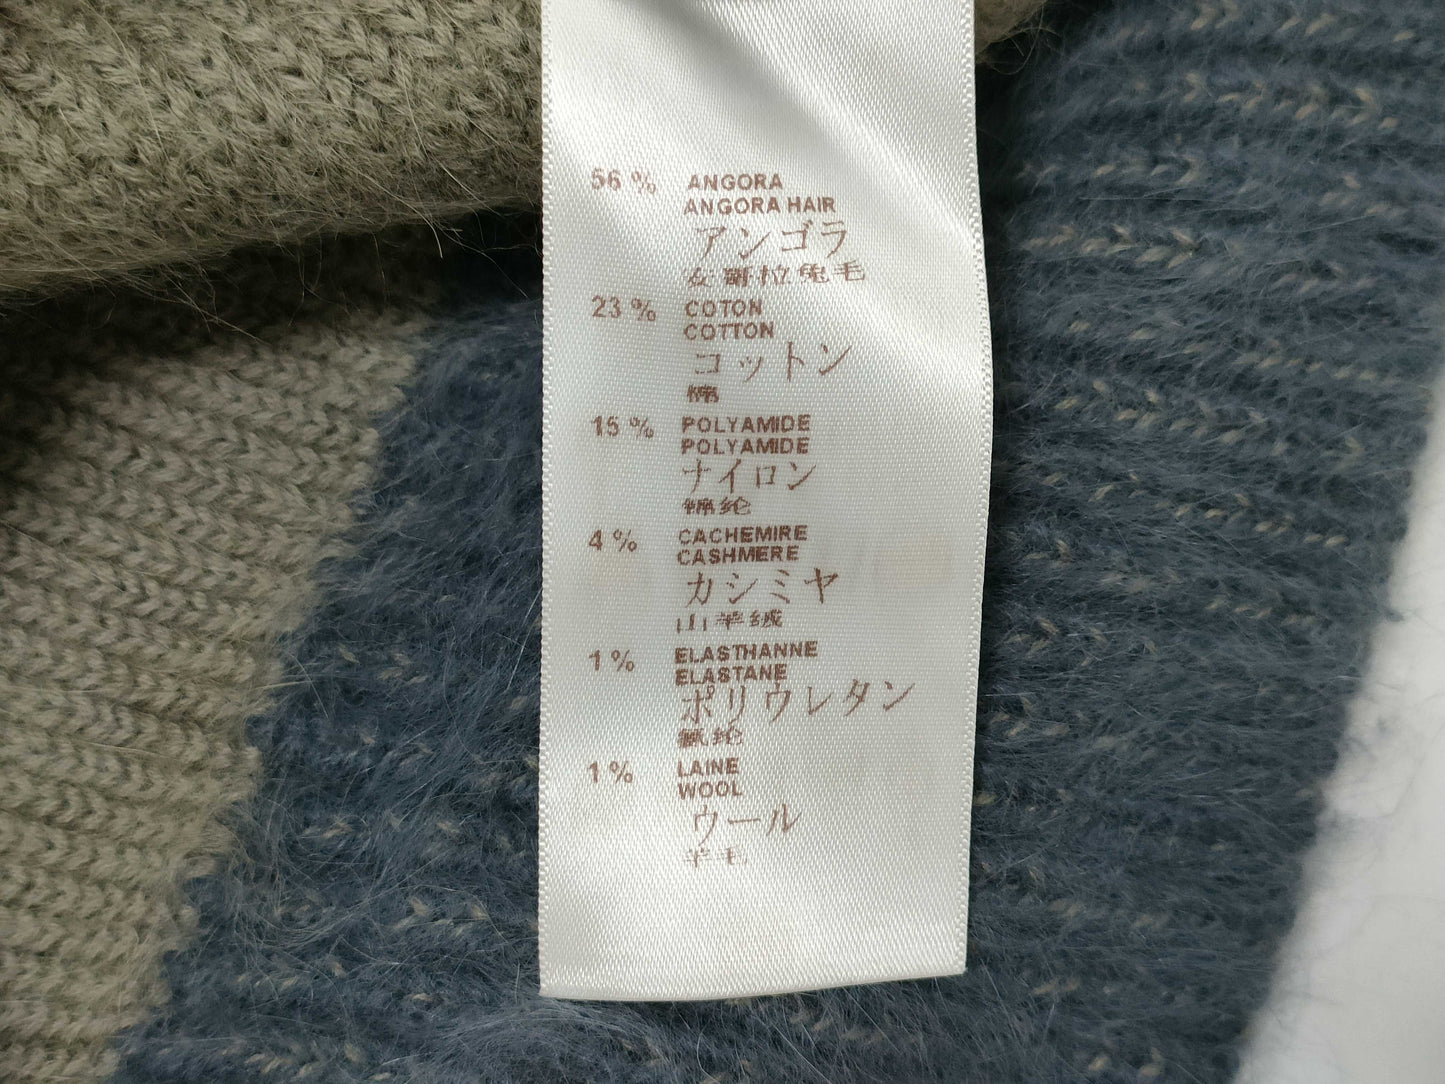 56 % ANGORA
ANGORA HAIR
アンゴラ
安哥拉兔毛
23 % COTON
COTTON
コットン
棉
15 % POLYAMIDE
POLYAMIDE
ナイロン
锦纶
4 % CACHEMIRE
CASHMERE
カシミヤ
山羊绒
1 % ELASTHANNE
ELASTANE
ポリウレタン
氨纶
1 % LAINE
WOOL
ウール
羊毛